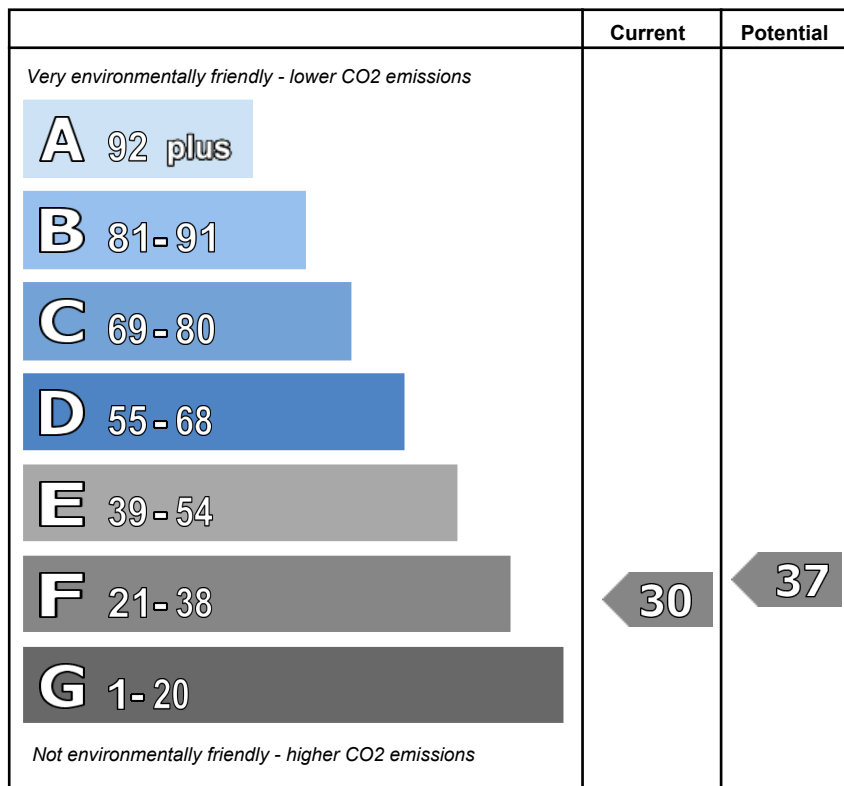 Current Potential
Very environmentally friendly - lower CO2 emissions
A 92 plus
B 81-91
C 69-80
D 55-68
E 39-54
F 21-38 30 37
G 1-20
Not environmentally friendly - higher CO2 emissions